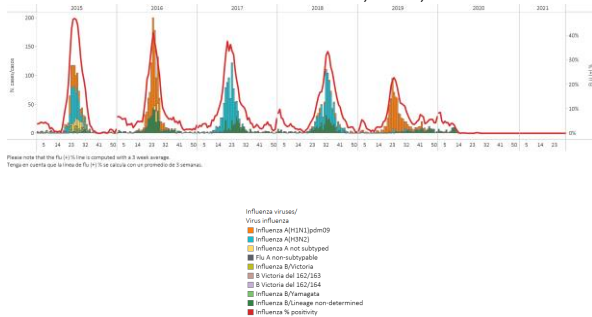 2015 2016 2017 2018 2019 2020 2021
200
150
100
50
0
40%
30%
20%
10%
0%
5 14 23 32 41 50 5 14 23 32 41 50 5 14 23 32 41 50 5 14 23 32 41 50 5 14 23 32 41 50 5 14 23 32 41 50 5 14 23
Please note that the flu (+) % line is computed with a 3 week average.
Tenga en cuenta que la línea de flu (+) % se calcula con un promedio de 3 semanas.
Influenza viruses/
Virus influenza
Influenza A(H1N1)pdm09
Influenza A(H3N2)
Influenza A not subtyped
Flu A non-subtypable
Influenza B/Victoria
B Victoria del 162/163
B Victoria del 162/164
Influenza B/Yamagata
Influenza B/Lineage non-determined
Influenza % positivity